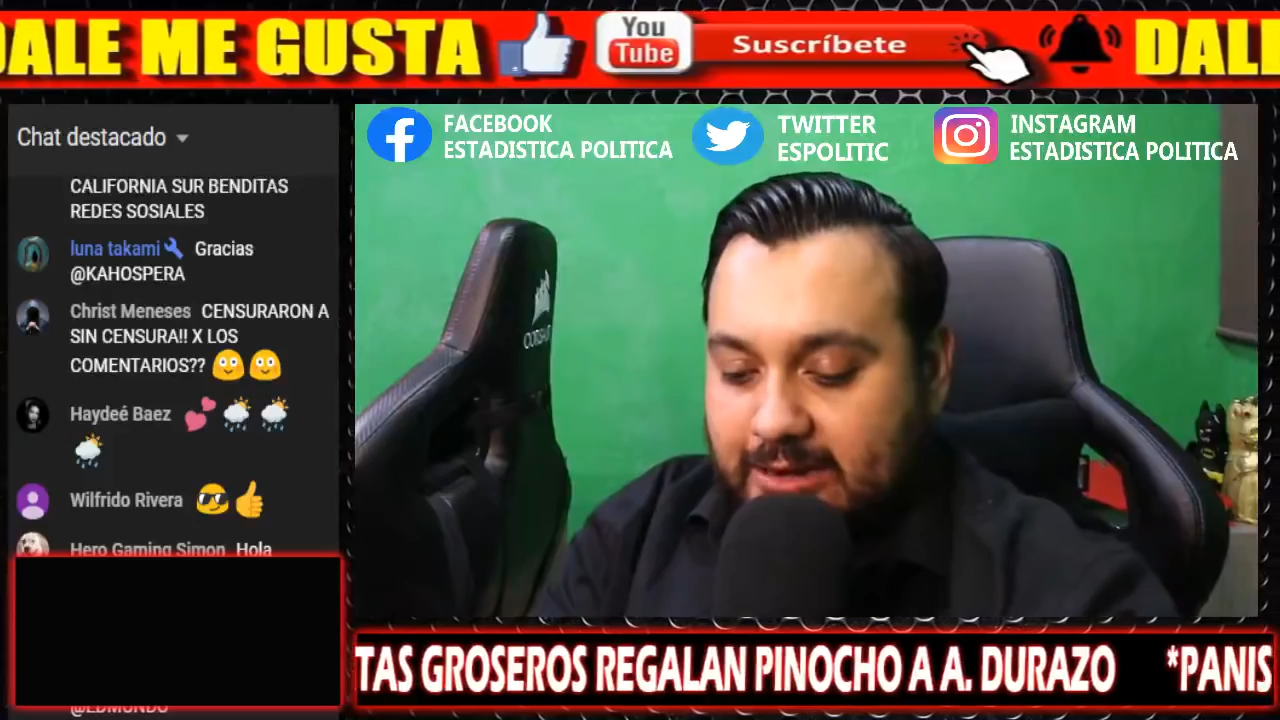 DALE ME GUSTA
You
Tube
Suscríbete
DALE
Chat destacado
FACEBOOK
ESTADISTICA POLITICA
TWITTER
ESPOLITIC
INSTAGRAM
ESTADISTICA POLITICA
CALIFORNIA SUR BENDITAS
REDES SOSIALES
luna takami Gracias
@KAHOSPERA
Christ Meneses CENSURARON A
SIN CENSURA!! X LOS
COMENTARIOS??
Haydeé Baez
Wilfrido Rivera
Hero Gaming Simon Hola
@EDMUNDO
CORSAIR
TAS GROSEROS REGALAN PINOCHO A A. DURAZO *PANIS